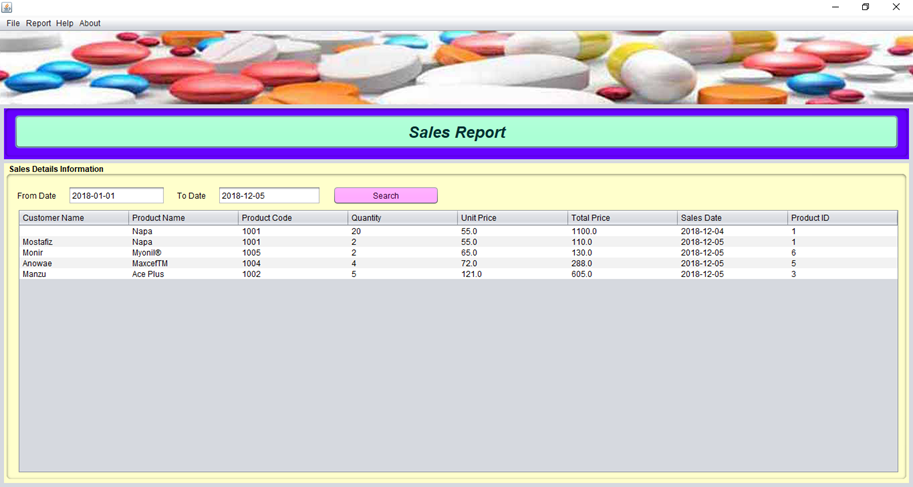 File Report Help About
Sales Report
Sales Details Information
From Date 2018-01-01 To Date 2018-12-05 Search
Customer Name Product Name Product Code Quantity Unit Price Total Price Sales Date Product ID
Napa 1001 20 55.0 1100.0 2018-12-04 1
Mostafiz Napa 1001 2 55.0 110.0 2018-12-05 1
Monir Myonil® 1005 2 65.0 130.0 2018-12-05 6
Anowae MaxcefTM 1004 4 72.0 288.0 2018-12-05 5
Manzu Ace Plus 1002 5 121.0 605.0 2018-12-05 3